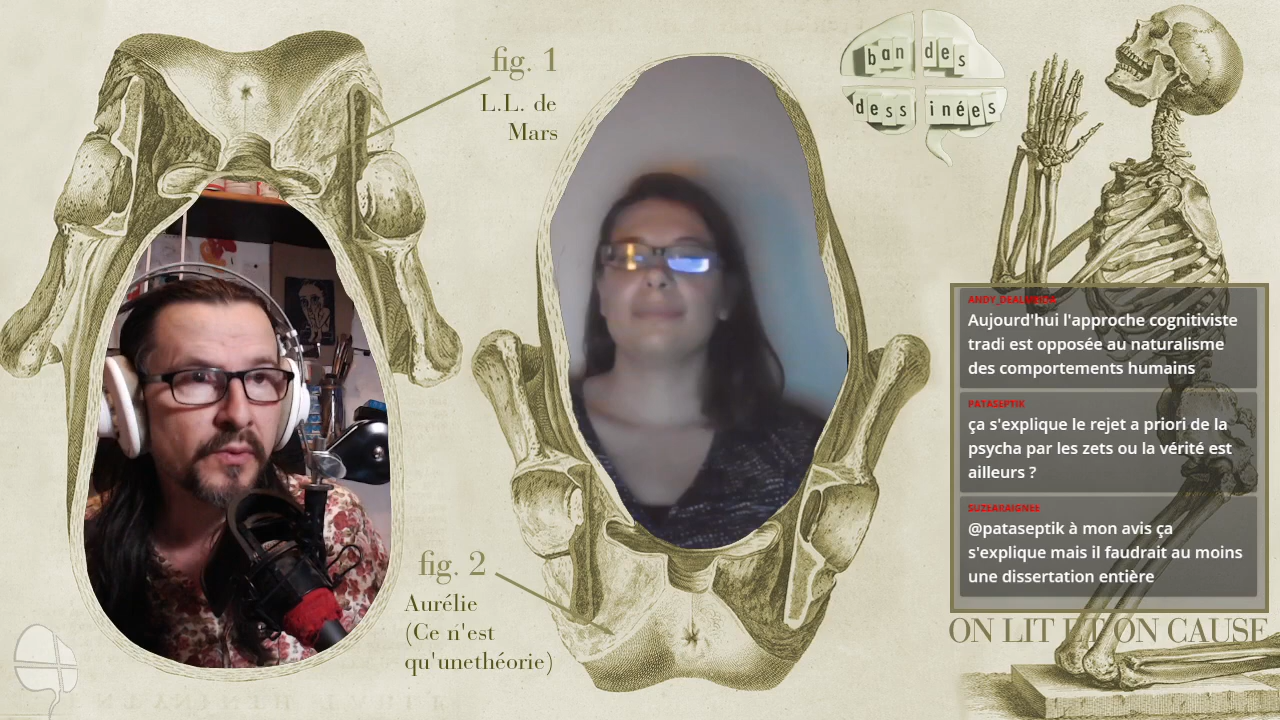 fig. 1
L.L. de
Mars
ban des
dess inées
Aujourd'hui l'approche cognitiviste
tradi est opposée au naturalisme
des comportements humains
PATASEPTIK
ça s'explique le rejet a priori de la
psycha par les zets ou la vérité est
ailleurs ?
SUZEARAIGNEE
@pataseptik à mon avis ça
s'explique mais il faudrait au moins
une dissertation entière
ON LIT ET ON CAUSE
fig. 2
Aurélie
(Ce n'est
qu'unethéorie)